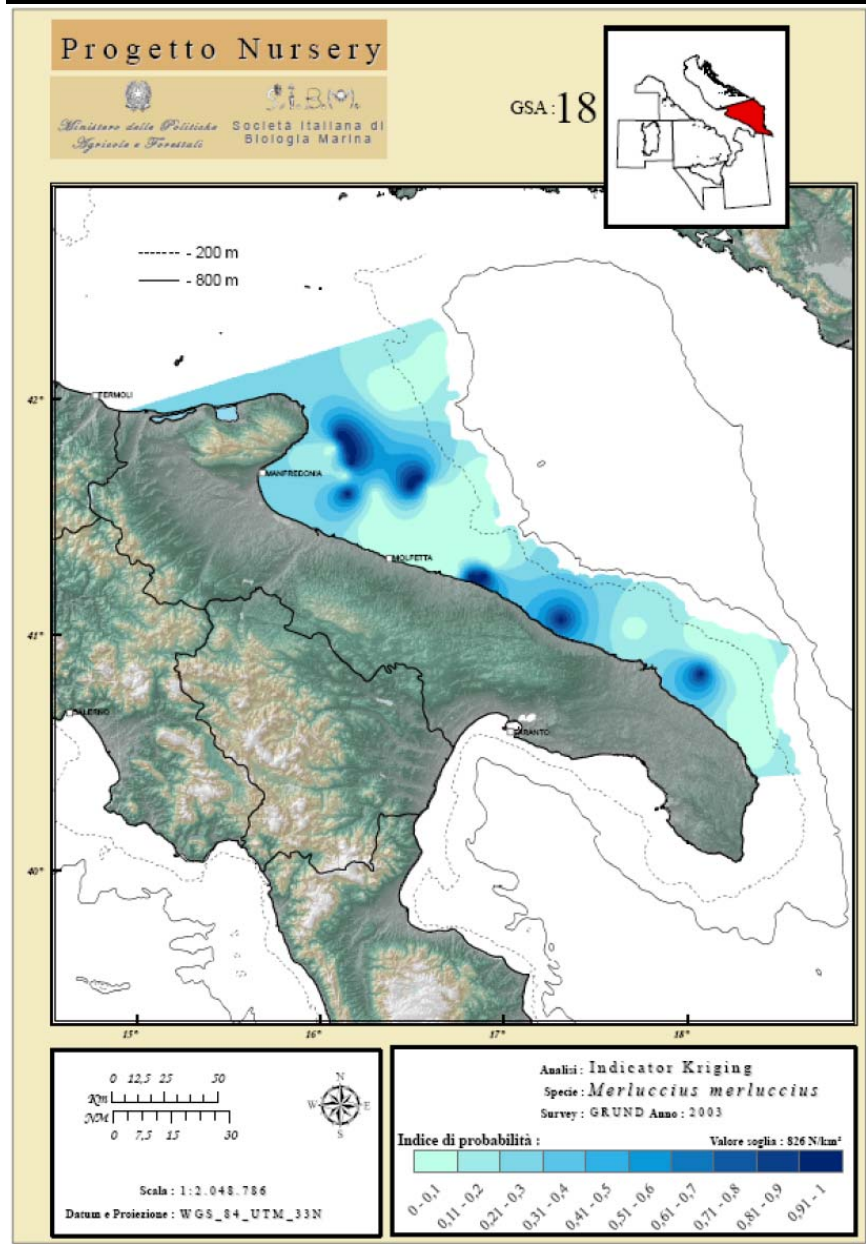 Progetto Nursery
Ministero delle Politiche
Agricole e Forestali
S.I.B.M.
Società Italiana di
Biologia Marina
GSA : 18
- 200 m
- 800 m
42°
41°
40°
TERMOLI
MANFREDONIA
MOLFETTA
SALERNO
TARANTO
15°
16°
17°
18°
0 12,5 25 50
Km
NM
0 7,5 15 30
N
W E
S
Scala : 1:2.048.786
Datum e Proiezione : WGS_84_UTM_33N
Analisi : Indicator Kriging
Specie : Merluccius merluccius
Survey : GRUND Anno : 2003
Indice di probabilità : Valore soglia : 826 N/km²
0 - 0,1
0,11 - 0,2
0,21 - 0,3
0,31 - 0,4
0,41 - 0,5
0,51 - 0,6
0,61 - 0,7
0,71 - 0,8
0,81 - 0,9
0,91 - 1